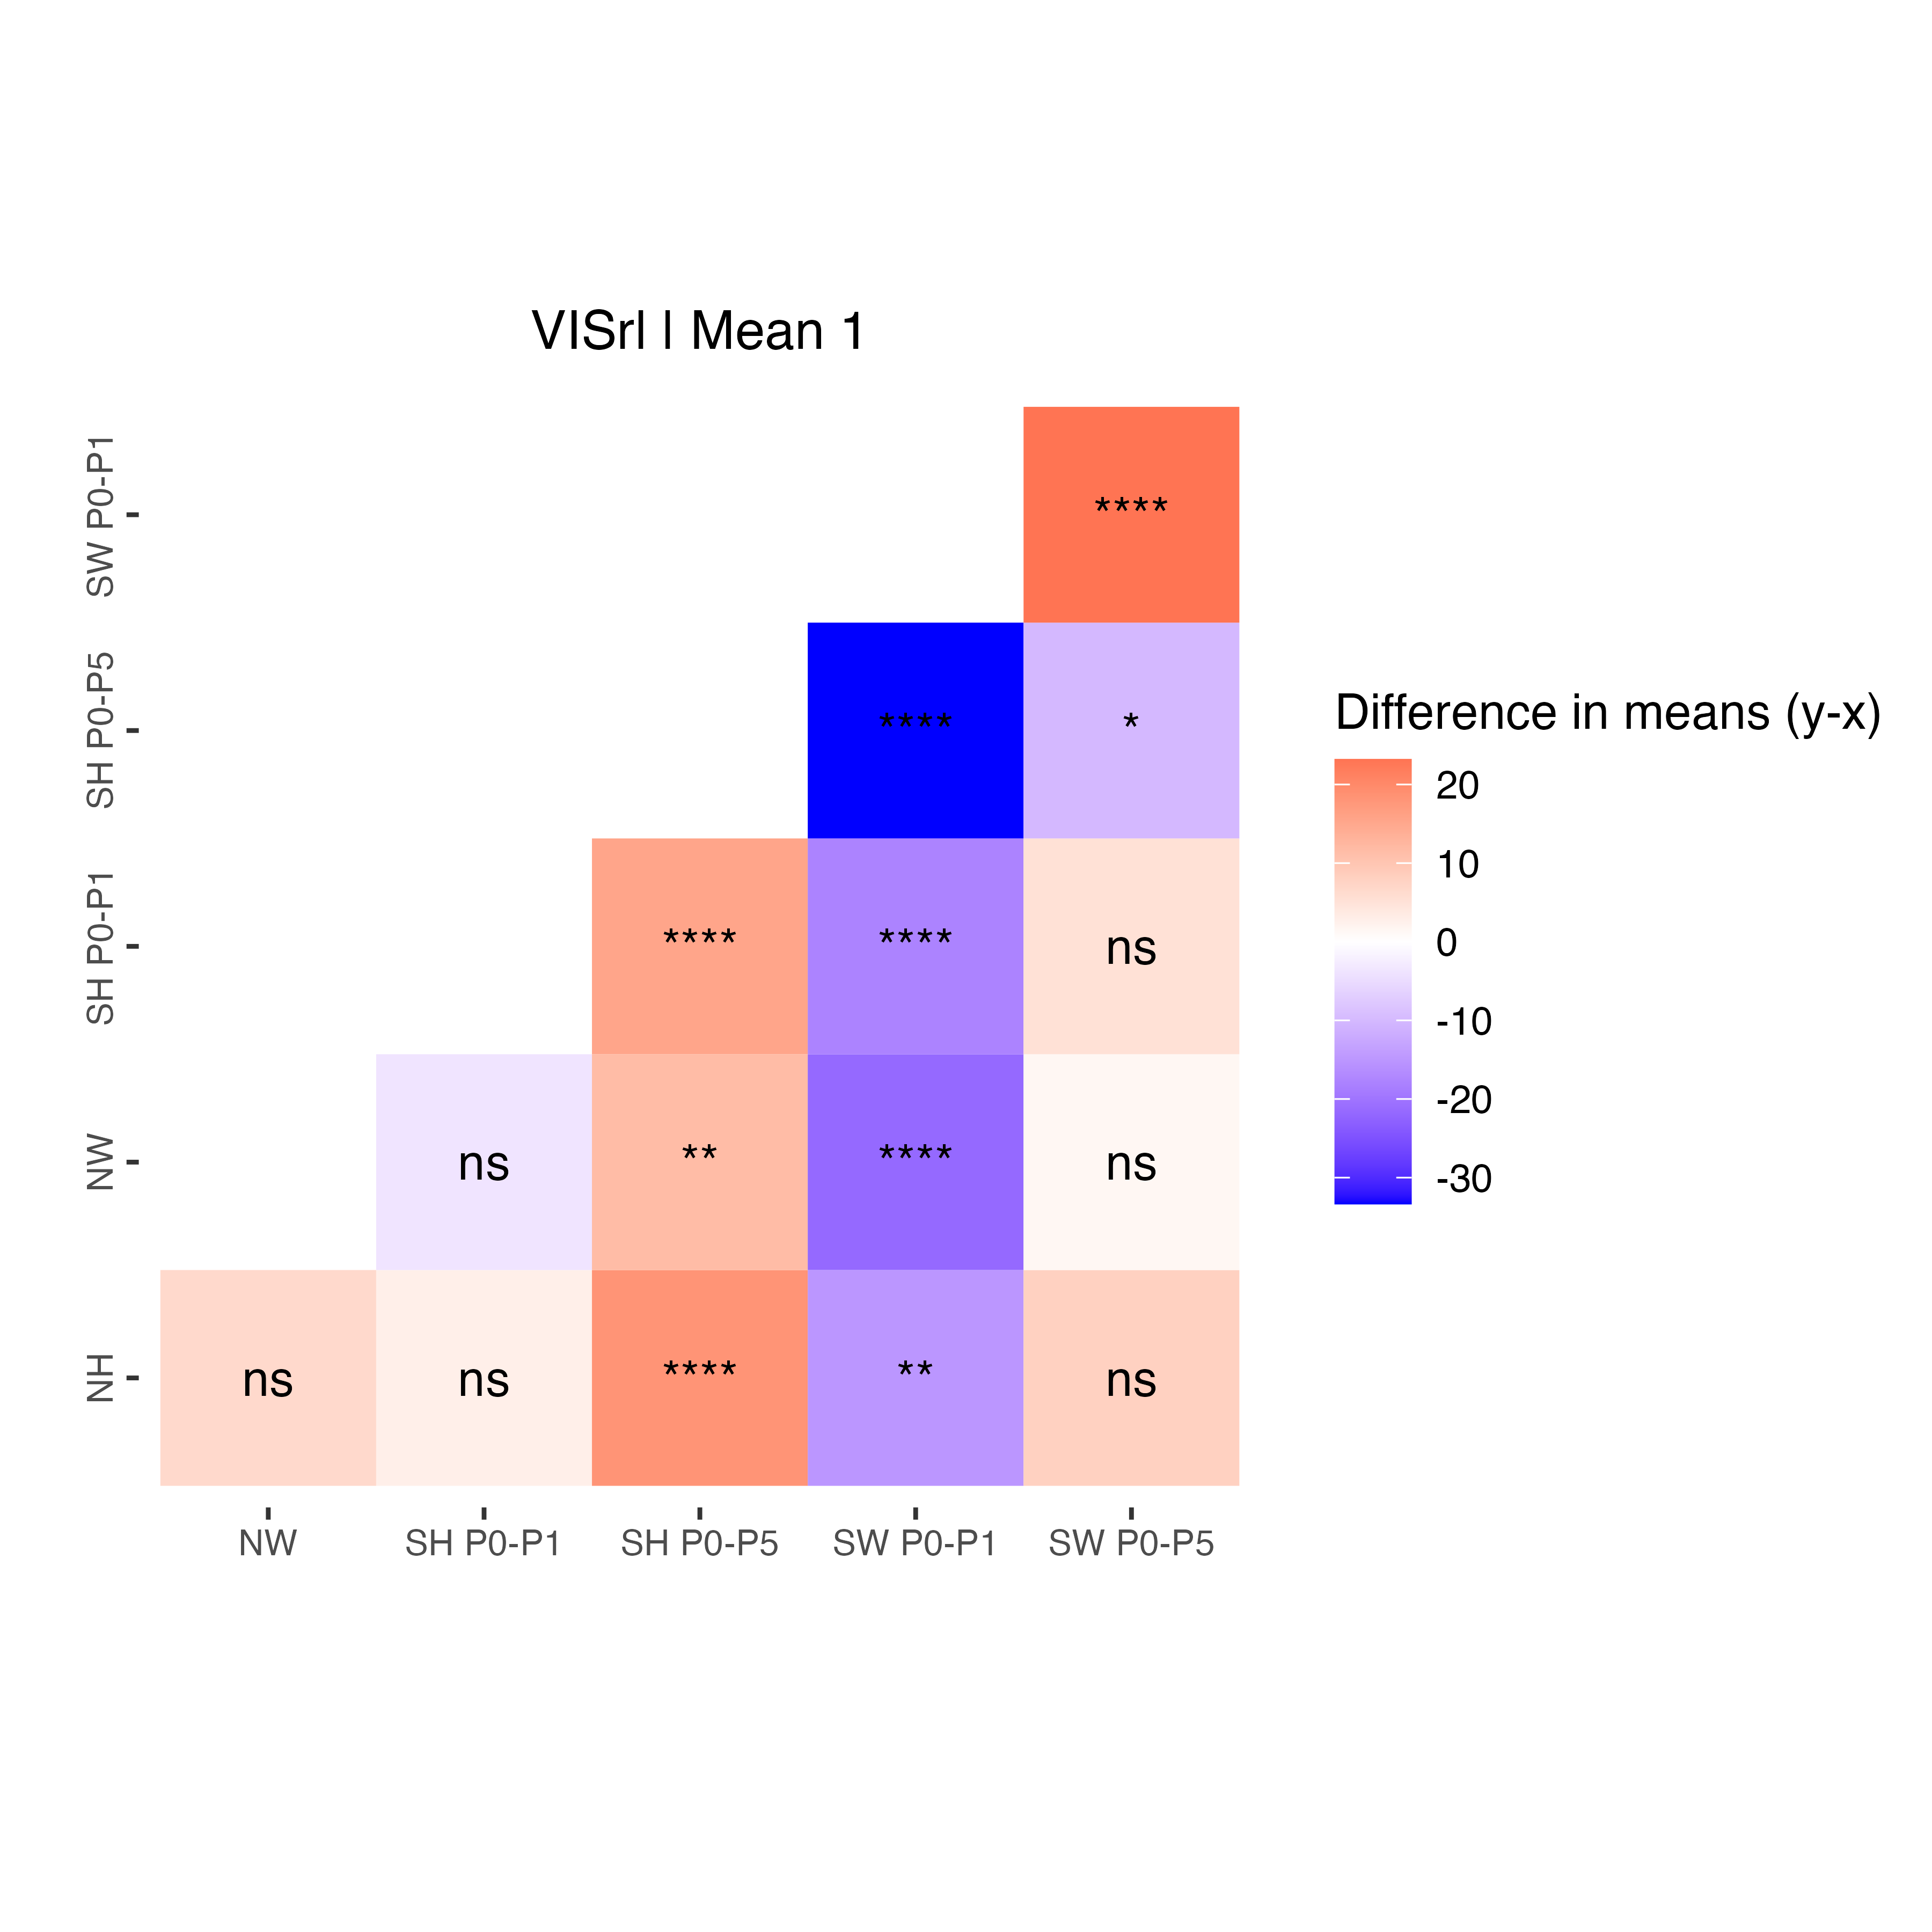 VISrl | Mean 1
SW P0-P1
****
SH P0-P5
**** *
SH P0-P1
**** **** ns
NW
ns ** **** ns
NH
ns ns **** ** ns
NW SH P0-P1 SH P0-P5 SW P0-P1 SW P0-P5
Difference in means (y-x)
20
10
0
-10
-20
-30